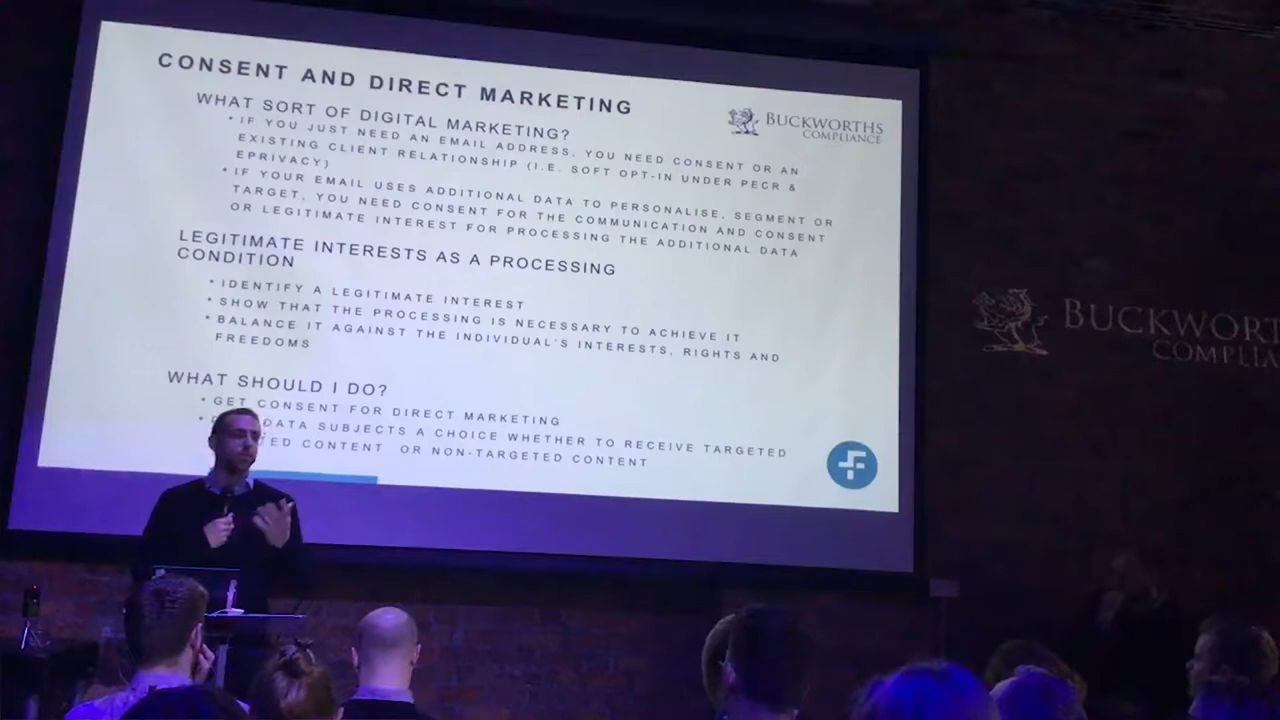 CONSENT AND DIRECT MARKETING
BUCKWORTHS
COMPLIANCE
WHAT SORT OF DIGITAL MARKETING?
• IF YOU JUST NEED AN EMAIL ADDRESS, YOU NEED CONSENT OR AN
EXISTING CLIENT RELATIONSHIP (I.E. SOFT OPT-IN UNDER PECR &
EPRIVACY)
• IF YOUR EMAIL USES ADDITIONAL DATA TO PERSONALISE, SEGMENT OR
TARGET, YOU NEED CONSENT FOR THE COMMUNICATION AND CONSENT
OR LEGITIMATE INTEREST FOR PROCESSING THE ADDITIONAL DATA
LEGITIMATE INTERESTS AS A PROCESSING
CONDITION
• IDENTIFY A LEGITIMATE INTEREST
• SHOW THAT THE PROCESSING IS NECESSARY TO ACHIEVE IT
• BALANCE IT AGAINST THE INDIVIDUAL'S INTERESTS, RIGHTS AND
FREEDOMS
WHAT SHOULD I DO?
• GET CONSENT FOR DIRECT MARKETING
• DATA SUBJECTS A CHOICE WHETHER TO RECEIVE TARGETED
CONTENT OR NON-TARGETED CONTENT
BUCKWORT
COMPLIA